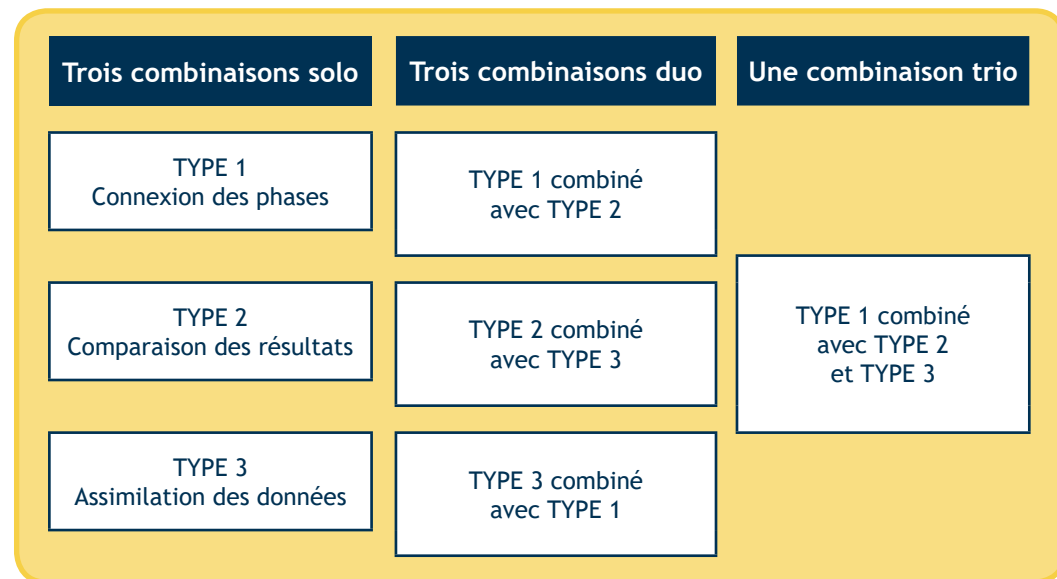 Trois combinaisons solo
TYPE 1
Connexion des phases
TYPE 2
Comparaison des résultats
TYPE 3
Assimilation des données
Trois combinaisons duo
TYPE 1 combiné
avec TYPE 2
TYPE 2 combiné
avec TYPE 3
TYPE 3 combiné
avec TYPE 1
Une combinaison trio
TYPE 1 combiné
avec TYPE 2
et TYPE 3